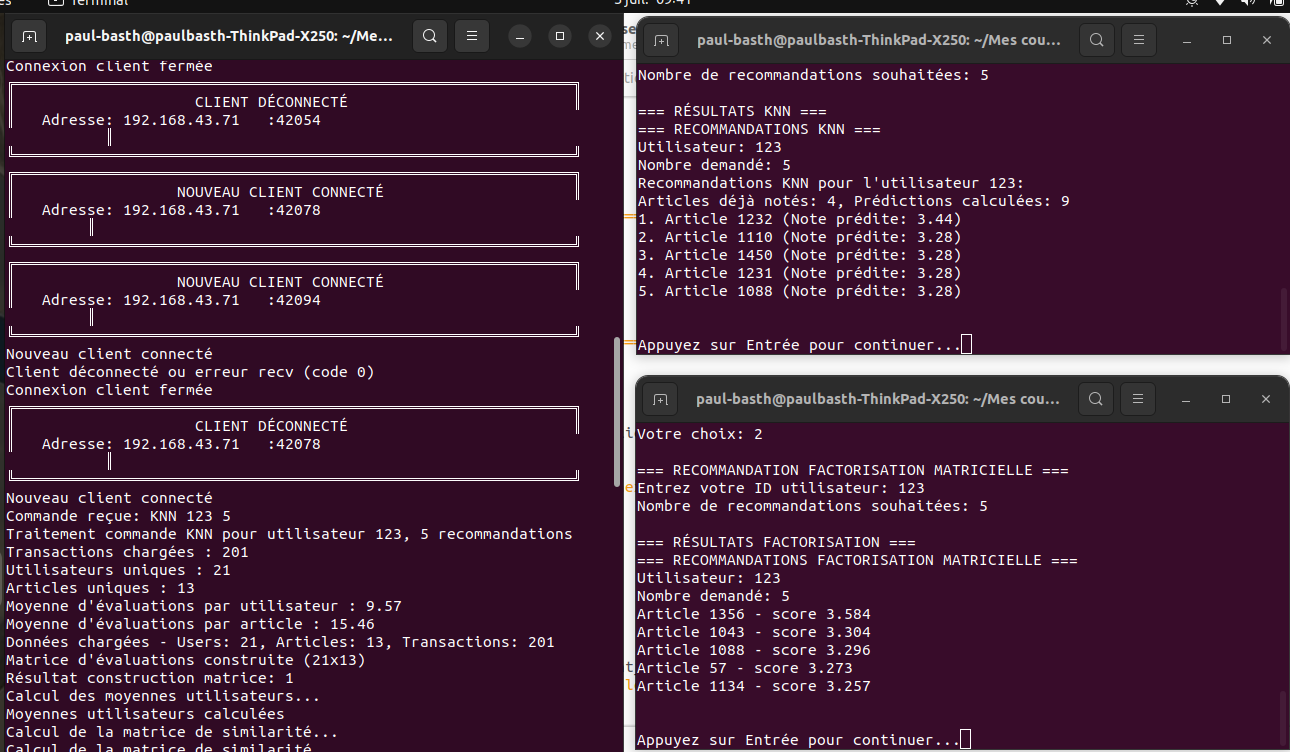 Terminal
paul-basth@paulbasth-ThinkPad-X250: ~/Me...
Connexion client fermée
CLIENT DÉCONNECTÉ
Adresse: 192.168.43.71   :42054
NOUVEAU CLIENT CONNECTÉ
Adresse: 192.168.43.71   :42078
NOUVEAU CLIENT CONNECTÉ
Adresse: 192.168.43.71   :42094
Nouveau client connecté
Client déconnecté ou erreur recv (code 0)
Connexion client fermée
CLIENT DÉCONNECTÉ
Adresse: 192.168.43.71   :42078
Nouveau client connecté
Commande reçue: KNN 123 5
Traitement commande KNN pour utilisateur 123, 5 recommandations
Transactions chargées : 201
Utilisateurs uniques : 21
Articles uniques : 13
Moyenne d'évaluations par utilisateur : 9.57
Moyenne d'évaluations par article : 15.46
Données chargées - Users: 21, Articles: 13, Transactions: 201
Matrice d'évaluations construite (21x13)
Résultat construction matrice: 1
Calcul des moyennes utilisateurs...
Moyennes utilisateurs calculées
Calcul de la matrice de similarité...
Calcul de la matrice de similarité
paul-basth@paulbasth-ThinkPad-X250: ~/Mes cou...
Nombre de recommandations souhaitées: 5
=== RÉSULTATS KNN ===
=== RECOMMANDATIONS KNN ===
Utilisateur: 123
Nombre demandé: 5
Recommandations KNN pour l'utilisateur 123:
Articles déjà notés: 4, Prédictions calculées: 9
1. Article 1232 (Note prédite: 3.44)
2. Article 1110 (Note prédite: 3.28)
3. Article 1450 (Note prédite: 3.28)
4. Article 1231 (Note prédite: 3.28)
5. Article 1088 (Note prédite: 3.28)
Appuyez sur Entrée pour continuer...
paul-basth@paulbasth-ThinkPad-X250: ~/Mes cou...
Votre choix: 2
=== RECOMMANDATION FACTORISATION MATRICIELLE ===
Entrez votre ID utilisateur: 123
Nombre de recommandations souhaitées: 5
=== RÉSULTATS FACTORISATION ===
=== RECOMMANDATIONS FACTORISATION MATRICIELLE ===
Utilisateur: 123
Nombre demandé: 5
Article 1356 - score 3.584
Article 1043 - score 3.304
Article 1088 - score 3.296
Article 57 - score 3.273
Article 1134 - score 3.257
Appuyez sur Entrée pour continuer...